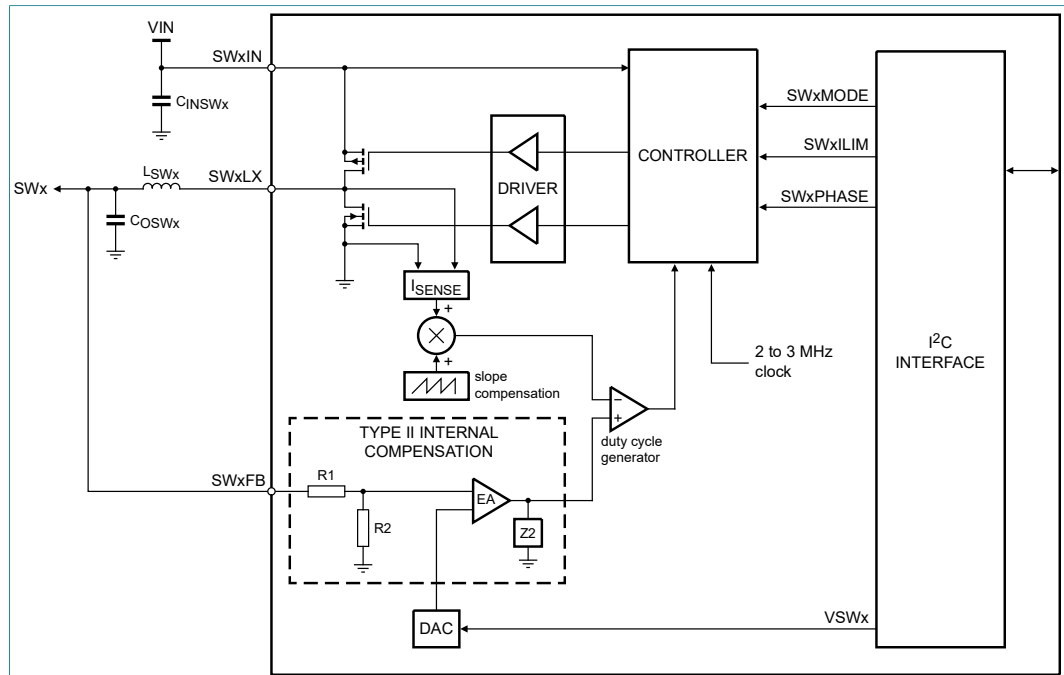 VIN
SWxIN
CINSWx
SWx
LSWx
SWxLX
COSWx
DRIVER
CONTROLLER
SWxMODE
SWxILIM
SWxPHASE
I2C
INTERFACE
ISENSE
+
+
slope
compensation
2 to 3 MHz
clock
−
+
duty cycle
generator
TYPE II INTERNAL
COMPENSATION
SWxFB
R1
R2
EA
Z2
DAC
VSWx